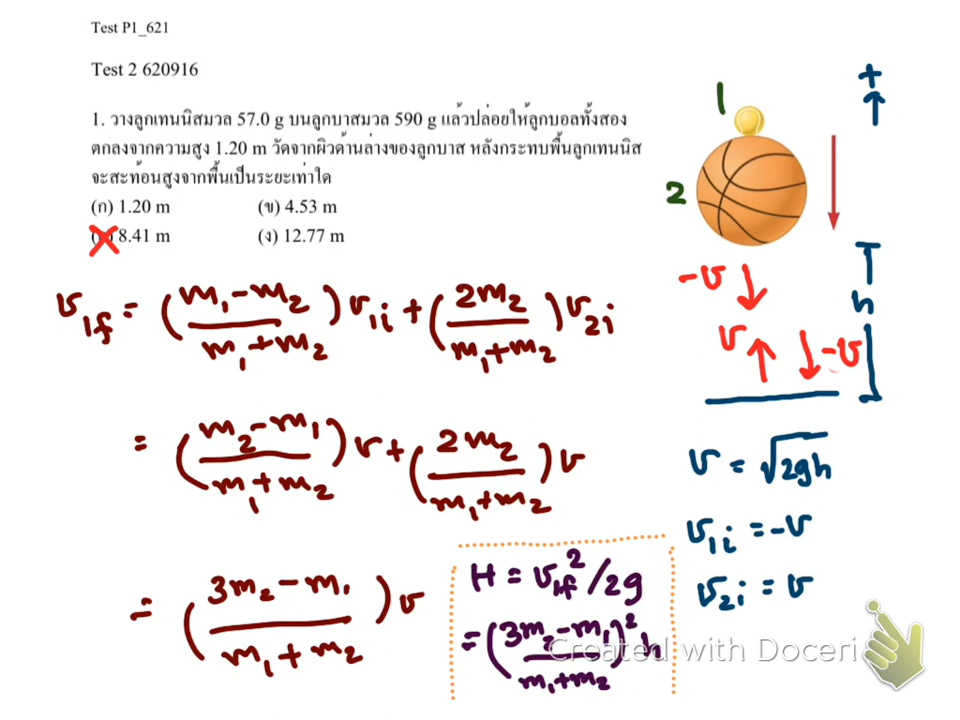 Test P1_621
Test 2 620916
1. วางลูกเทนนิสมวล 57.0 g บนลูกบาสมวล 590 g แล้วปล่อยให้ลูกบอลทั้งสอง
ตกลงจากความสูง 1.20 m วัดจากผิวด้านล่างของลูกบาส หลังกระทบพื้นลูกเทนนิส
จะสะท้อนสูงจากพื้นเป็นระยะเท่าใด
(ก) 1.20 m (ข) 4.53 m
8.41 m (ง) 12.77 m
1
2
+
↑
-v ↓
v ↑ ↓ -v
h
v₁f = (m₁ - m₂ / m₁ + m₂) v₁i + (2m₂ / m₁ + m₂) v₂i
= (m₂ - m₁ / m₁ + m₂) v + (2m₂ / m₁ + m₂) v
= (3m₂ - m₁ / m₁ + m₂) v
v = √2gh
v₁i = -v
v₂i = v
H = v₁f² / 2g
= (3m₂ - m₁ / m₁ + m₂)² h
Created with Doceri